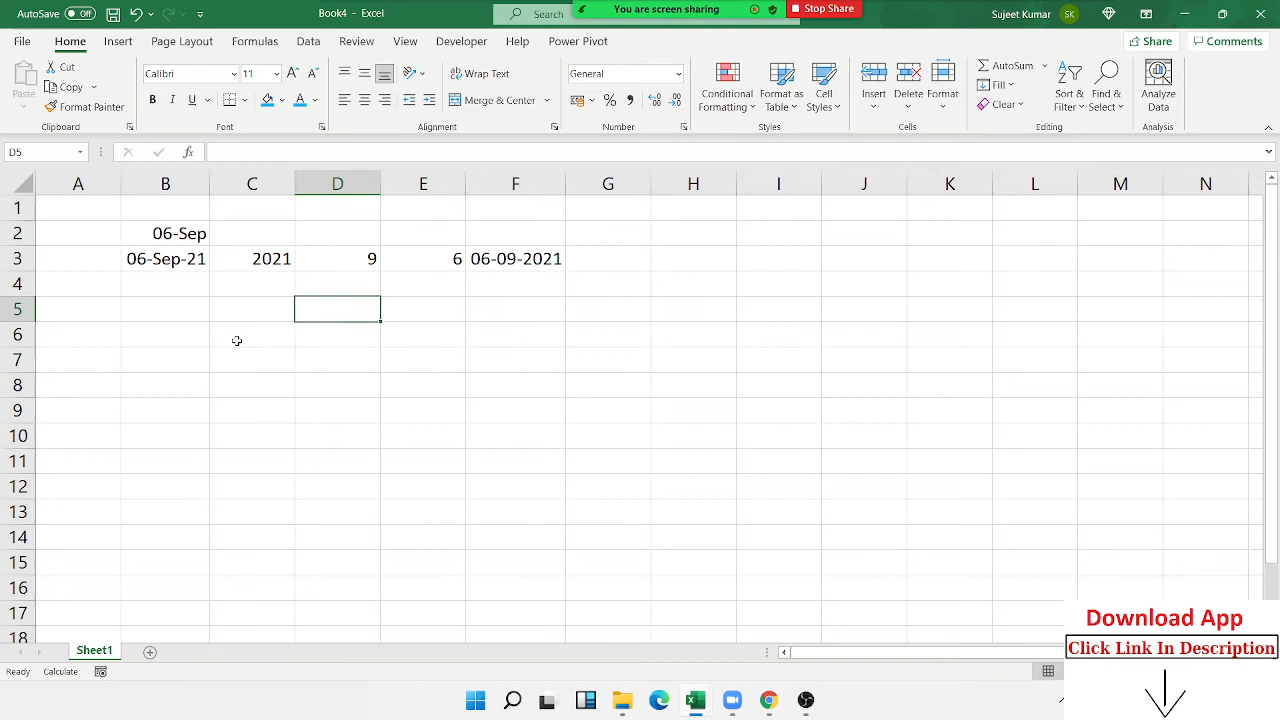 AutoSave Off Book4 - Excel Search You are screen sharing Stop Share Sujeet Kumar SK
File Home Insert Page Layout Formulas Data Review View Developer Help Power Pivot Share Comments
Paste Cut Copy Format Painter Clipboard
Calibri 11 B I U A Font
Wrap Text Merge & Center Alignment
General % Number
Conditional Formatting Format as Table Cell Styles Styles
Insert Delete Format Cells
AutoSum Fill Clear Sort & Filter Find & Select Editing
Analyze Data Analysis
D5 fx
A B C D E F G H I J K L M N
1
2 06-Sep
3 06-Sep-21 2021 9 6 06-09-2021
4
5
6
7
8
9
10
11
12
13
14
15
16
17
18
Download App
Click Link In Description
Sheet1
Ready Calculate